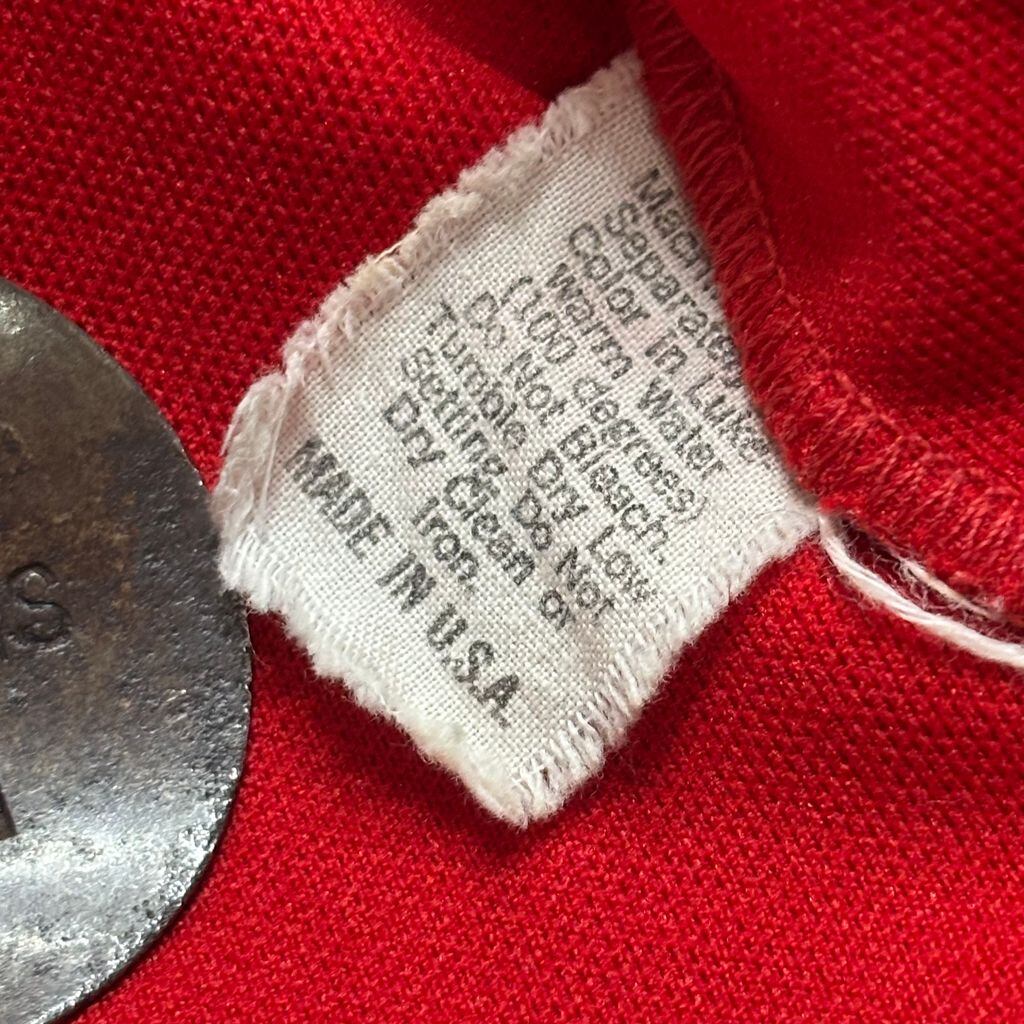 Mach
Separately
Color in Luke
Warm Water
(100 degrees)
Do Not Bleach.
Tumble Dry Low
Setting Do Not
Dry Clean or
Iron.
MADE IN U.S.A.
S